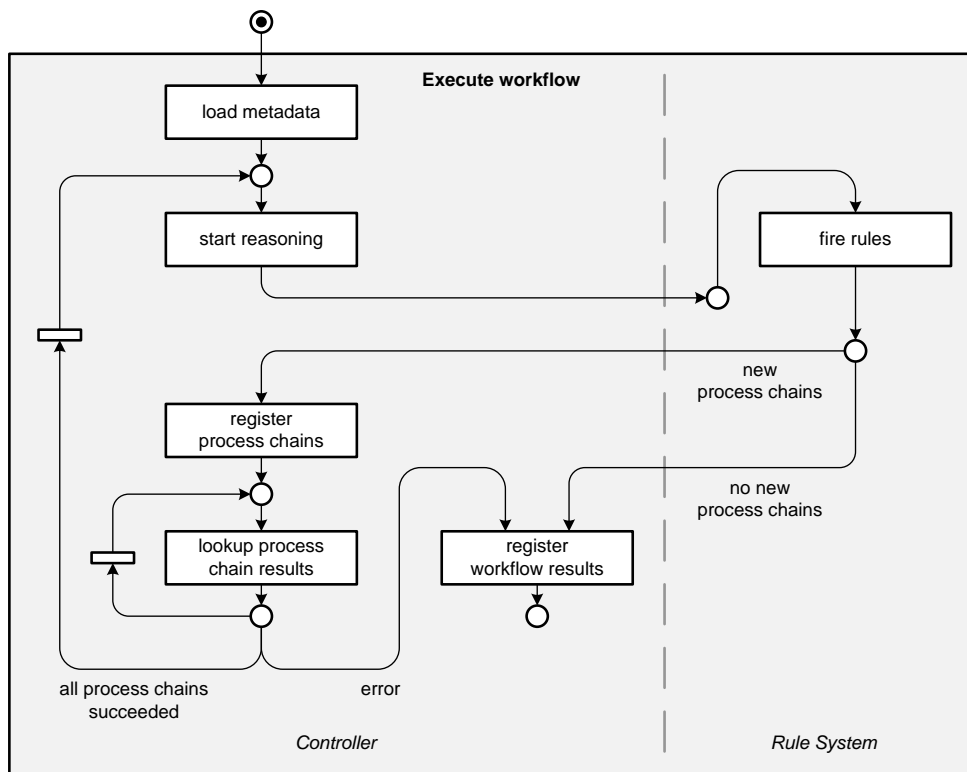 Execute workflow
load metadata
start reasoning
fire rules
new
process chains
register
process chains
no new
process chains
lookup process
chain results
register
workflow results
all process chains
succeeded
error
Controller
Rule System